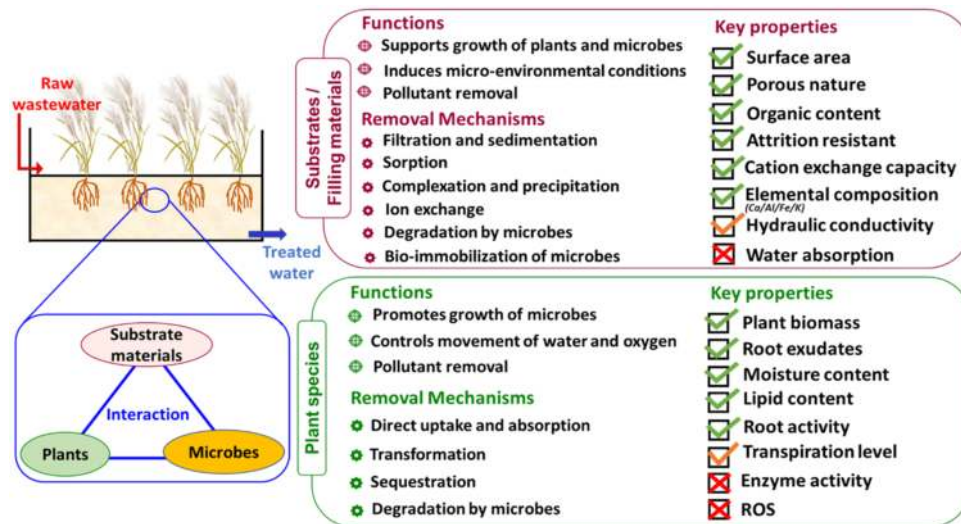 Raw
wastewater
Treated
water
Substrate
materials
Interaction
Plants
Microbes
Substrates /
Filling materials
Functions
Supports growth of plants and microbes
Induces micro-environmental conditions
Pollutant removal
Removal Mechanisms
Filtration and sedimentation
Sorption
Complexation and precipitation
Ion exchange
Degradation by microbes
Bio-immobilization of microbes
Key properties
Surface area
Porous nature
Organic content
Attrition resistant
Cation exchange capacity
Elemental composition
(Ca/Al/Fe/K)
Hydraulic conductivity
Water absorption
Plant species
Functions
Promotes growth of microbes
Controls movement of water and oxygen
Pollutant removal
Removal Mechanisms
Direct uptake and absorption
Transformation
Sequestration
Degradation by microbes
Key properties
Plant biomass
Root exudates
Moisture content
Lipid content
Root activity
Transpiration level
Enzyme activity
ROS